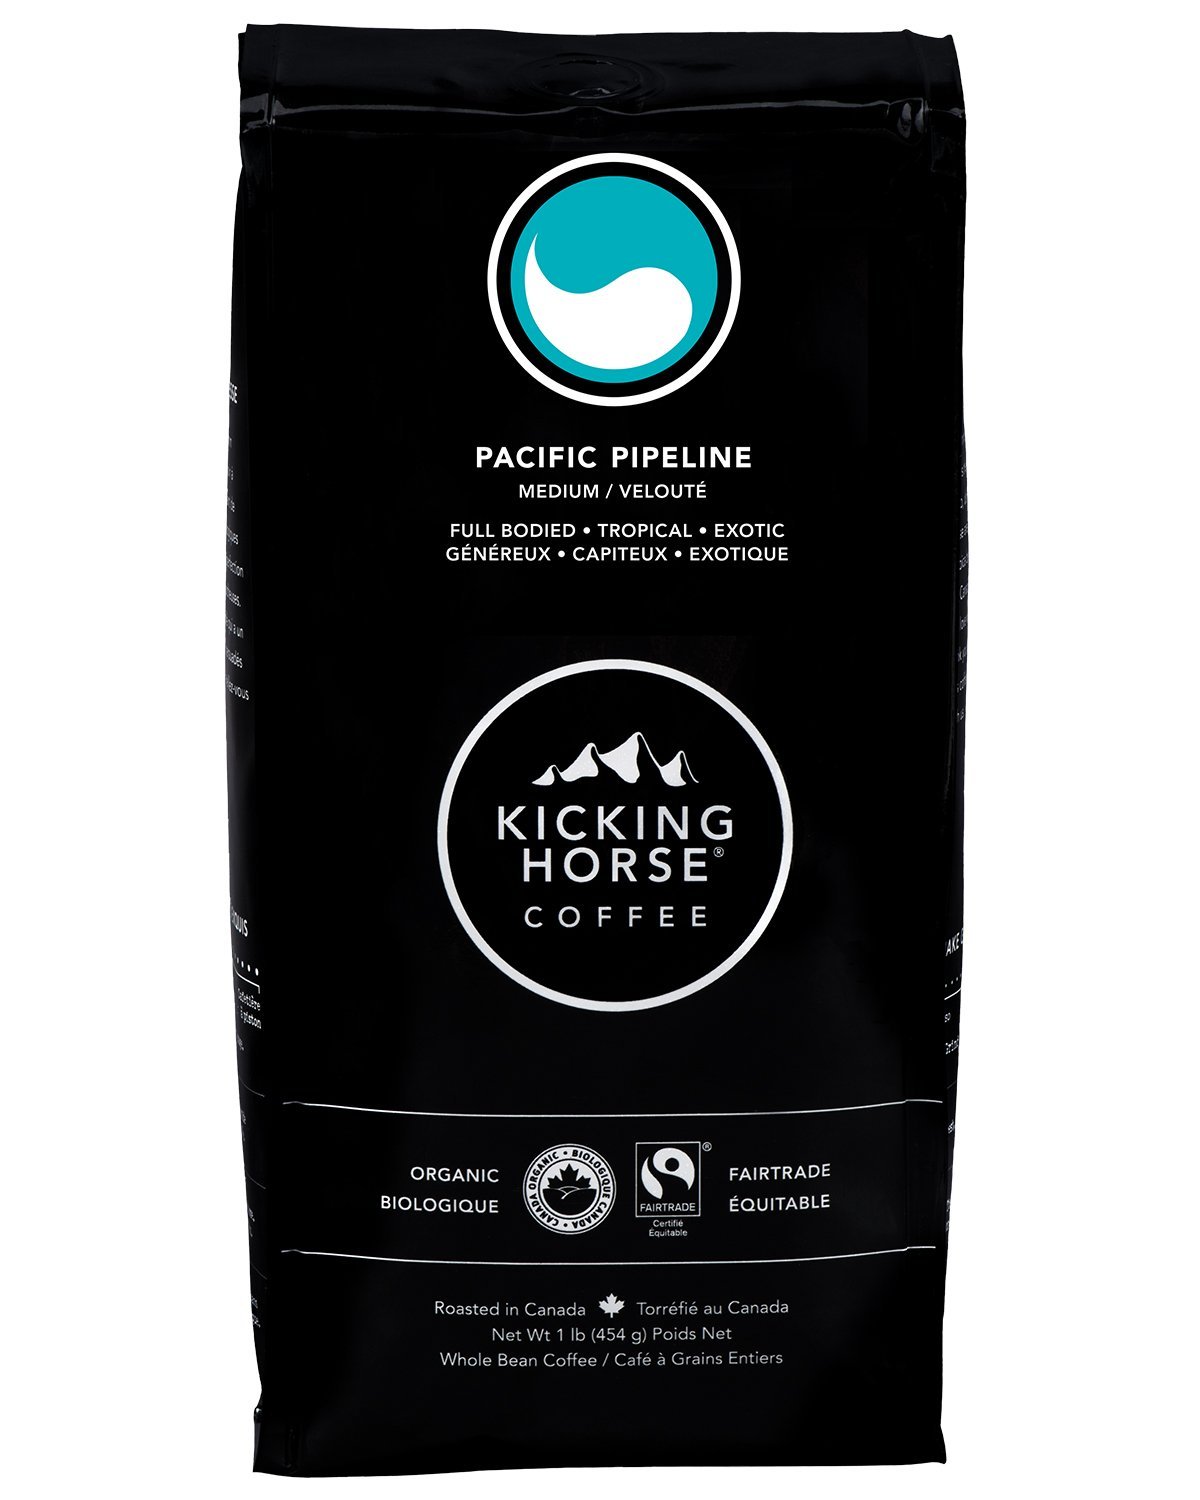 PACIFIC PIPELINE
MEDIUM / VELOUTÉ
FULL BODIED • TROPICAL • EXOTIC
GÉNÉREUX • CAPITEUX • EXOTIQUE
KICKING
HORSE®
COFFEE
ORGANIC
BIOLOGIQUE
CANADA ORGANIC • BIOLOGIQUE CANADA •
®
FAIRTRADE
Certifié
Équitable
FAIRTRADE
ÉQUITABLE
Roasted in Canada Torréfié au Canada
Net Wt 1 lb (454 g) Poids Net
Whole Bean Coffee / Café à Grains Entiers
Cafetière
à piston